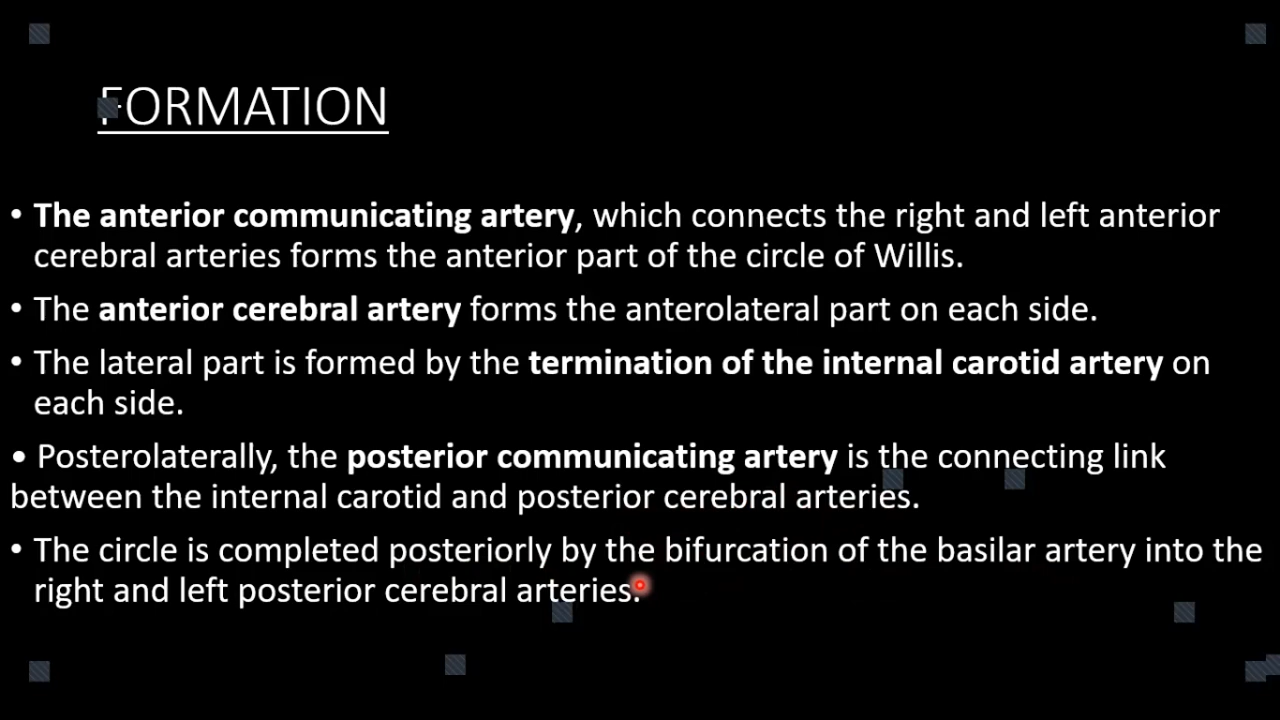 FORMATION
• The anterior communicating artery, which connects the right and left anterior
cerebral arteries forms the anterior part of the circle of Willis.
• The anterior cerebral artery forms the anterolateral part on each side.
• The lateral part is formed by the termination of the internal carotid artery on
each side.
• Posterolaterally, the posterior communicating artery is the connecting link
between the internal carotid and posterior cerebral arteries.
• The circle is completed posteriorly by the bifurcation of the basilar artery into the
right and left posterior cerebral arteries.